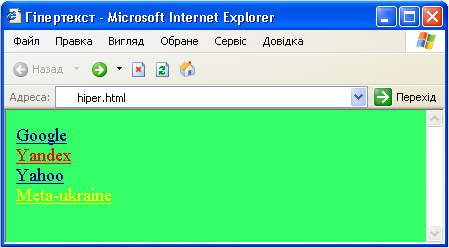 Гіпертекст - Microsoft Internet Explorer
Файл Правка Вигляд Обране Сервіс Довідка
Назад
Адреса: hiper.html Перехід
Google
Yandex
Yahoo
Meta-ukraine